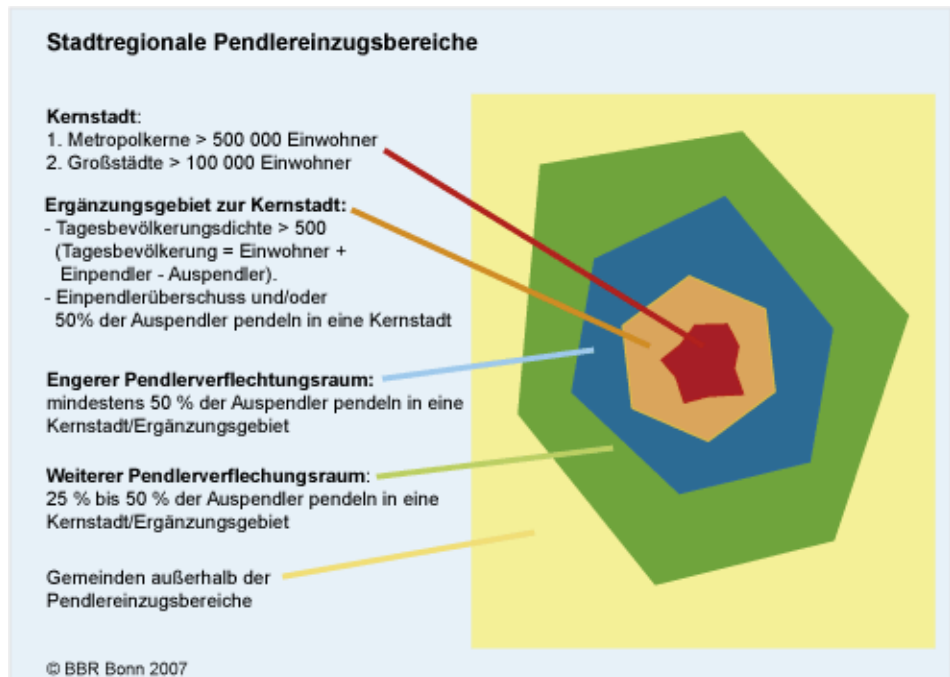 Stadtregionale Pendlereinzugsbereiche
Kernstadt:
1. Metropolkerne > 500 000 Einwohner
2. Großstädte > 100 000 Einwohner
Ergänzungsgebiet zur Kernstadt:
- Tagesbevölkerungsdichte > 500
(Tagesbevölkerung = Einwohner +
Einpendler - Auspendler).
- Einpendlerüberschuss und/oder
50% der Auspendler pendeln in eine Kernstadt
Engerer Pendlerverflechtungsraum:
mindestens 50 % der Auspendler pendeln in eine
Kernstadt/Ergänzungsgebiet
Weiterer Pendlerverflechungsraum:
25 % bis 50 % der Auspendler pendeln in eine
Kernstadt/Ergänzungsgebiet
Gemeinden außerhalb der
Pendlereinzugsbereiche
© BBR Bonn 2007